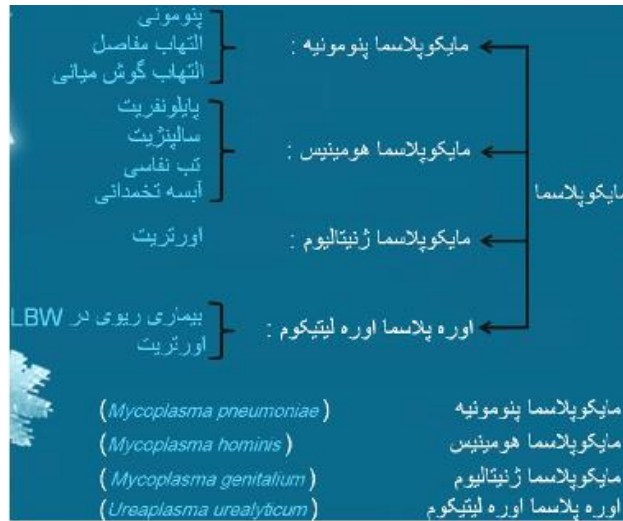 پنومونی
مایکوپلاسما پنومونیه :
التهاب مفاصل
التهاب گوش میانی
پایلونفریت
سالپنژیت
مایکوپلاسما هومینیس :
تب نفاسی
آبسه تخمدانی
مایکوپلاسما
مایکوپلاسما ژنیتالیوم : اورتریت
بیماری ریوی در LBW
اوره پلاسما اوره لیتیکوم :
اورتریت
مایکوپلاسما پنومونیه (Mycoplasma pneumoniae)
مایکوپلاسما هومینیس (Mycoplasma hominis)
مایکوپلاسما ژنیتالیوم (Mycoplasma genitalium)
اوره پلاسما اوره لیتیکوم (Ureaplasma urealyticum)